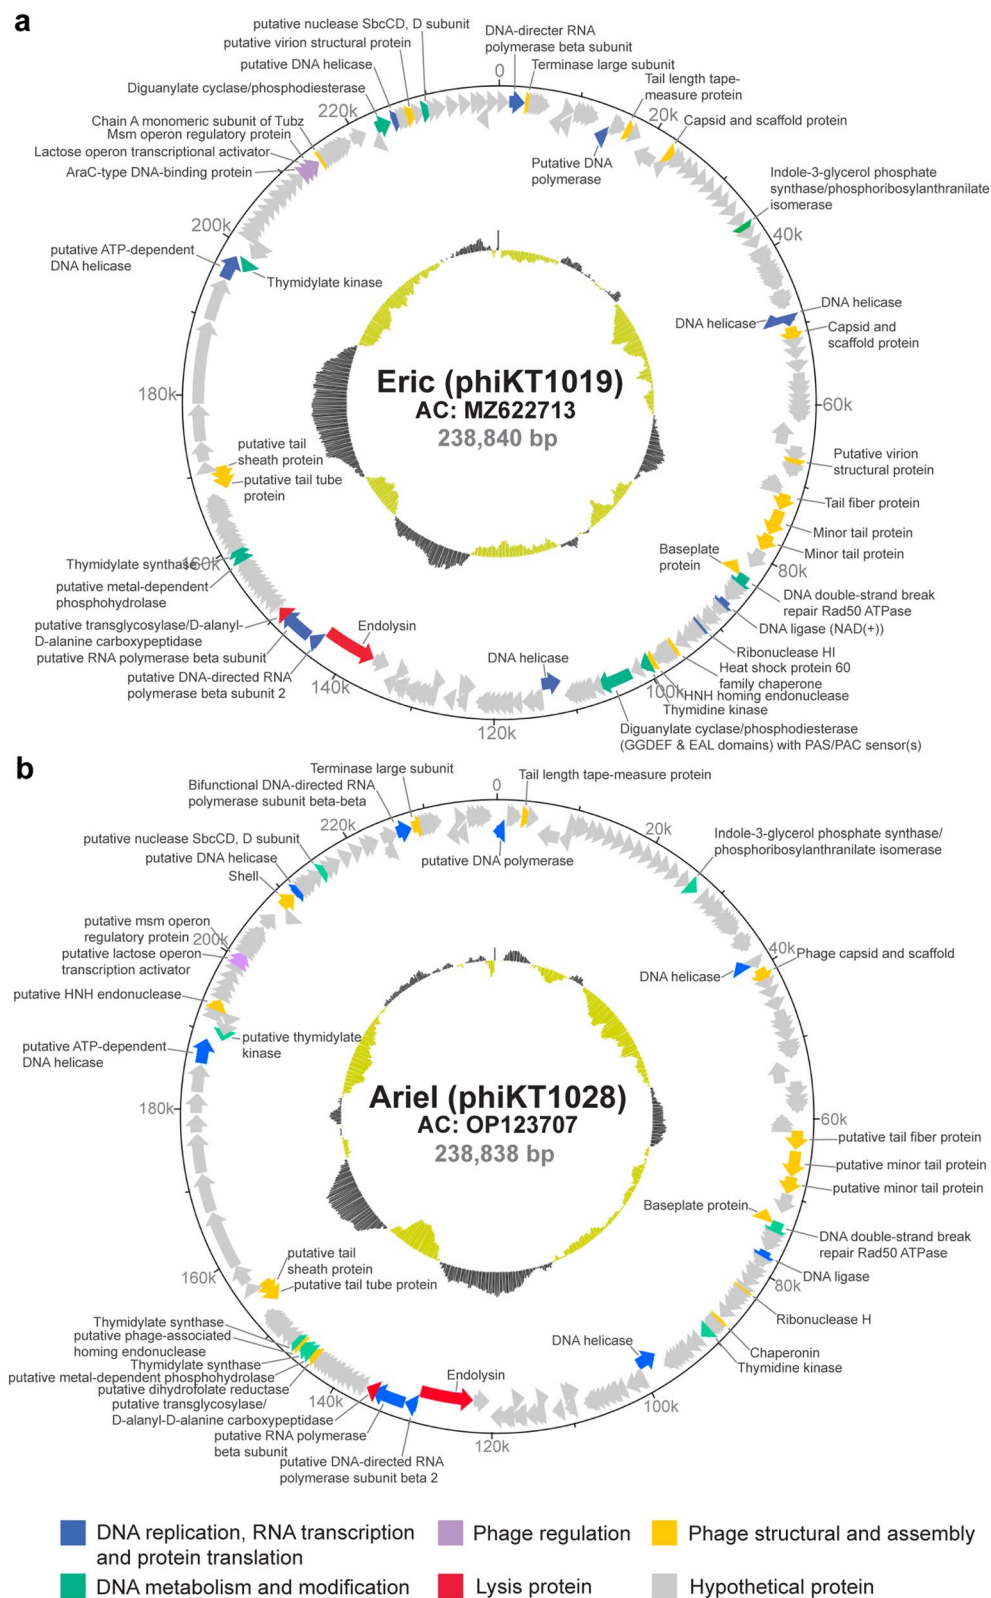 a
putative nuclease SbcCD, D subunit
putative virion structural protein
putative DNA helicase
Diguanylate cyclase/phosphodiesterase
Chain A monomeric subunit of Tubz
Msm operon regulatory protein
Lactose operon transcriptional activator
AraC-type DNA-binding protein
putative ATP-dependent
DNA helicase
Thymidylate kinase
DNA-directer RNA
polymerase beta subunit
Terminase large subunit
Tail length tape-
measure protein
Capsid and scaffold protein
Putative DNA
polymerase
Indole-3-glycerol phosphate
synthase/phosphoribosylanthranilate
isomerase
DNA helicase
DNA helicase
Capsid and
scaffold protein
Putative virion
structural protein
Tail fiber protein
Minor tail protein
Minor tail protein
Baseplate
protein
DNA double-strand break
repair Rad50 ATPase
DNA ligase (NAD(+))
Ribonuclease HI
Heat shock protein 60
family chaperone
HNH homing endonuclease
Thymidine kinase
Diguanylate cyclase/phosphodiesterase
(GGDEF & EAL domains) with PAS/PAC sensor(s)
DNA helicase
Endolysin
putative tail
sheath protein
putative tail tube
protein
Thymidylate synthase
putative metal-dependent
phosphohydrolase
putative transglycosylase/D-alanyl-
D-alanine carboxypeptidase
putative RNA polymerase beta subunit
putative DNA-directed RNA
polymerase beta subunit 2
0
20k
40k
60k
80k
100k
120k
140k
160k
180k
200k
220k
Eric (phiKT1019)
AC: MZ622713
238,840 bp
b
Terminase large subunit
Bifunctional DNA-directed RNA
polymerase subunit beta-beta
putative nuclease SbcCD, D subunit
putative DNA helicase
Shell
putative msm operon
regulatory protein
putative lactose operon
transcription activator
putative HNH endonuclease
putative ATP-dependent
DNA helicase
putative thymidylate
kinase
Tail length tape-measure protein
putative DNA polymerase
Indole-3-glycerol phosphate synthase/
phosphoribosylanthranilate isomerase
Phage capsid and scaffold
DNA helicase
putative tail fiber protein
putative minor tail protein
putative minor tail protein
Baseplate protein
DNA double-strand break
repair Rad50 ATPase
DNA ligase
Ribonuclease H
Chaperonin
Thymidine kinase
DNA helicase
Endolysin
putative tail
sheath protein
putative tail tube protein
Thymidylate synthase
putative phage-associated
homing endonuclease
Thymidylate synthase
putative metal-dependent phosphohydrolase
putative dihydrofolate reductase
putative transglycosylase/
D-alanyl-D-alanine carboxypeptidase
putative RNA polymerase
beta subunit
putative DNA-directed RNA
polymerase subunit beta 2
0
20k
40k
60k
80k
100k
120k
140k
160k
180k
200k
220k
Ariel (phiKT1028)
AC: OP123707
238,838 bp
DNA replication, RNA transcription
and protein translation
Phage regulation
Phage structural and assembly
DNA metabolism and modification
Lysis protein
Hypothetical protein